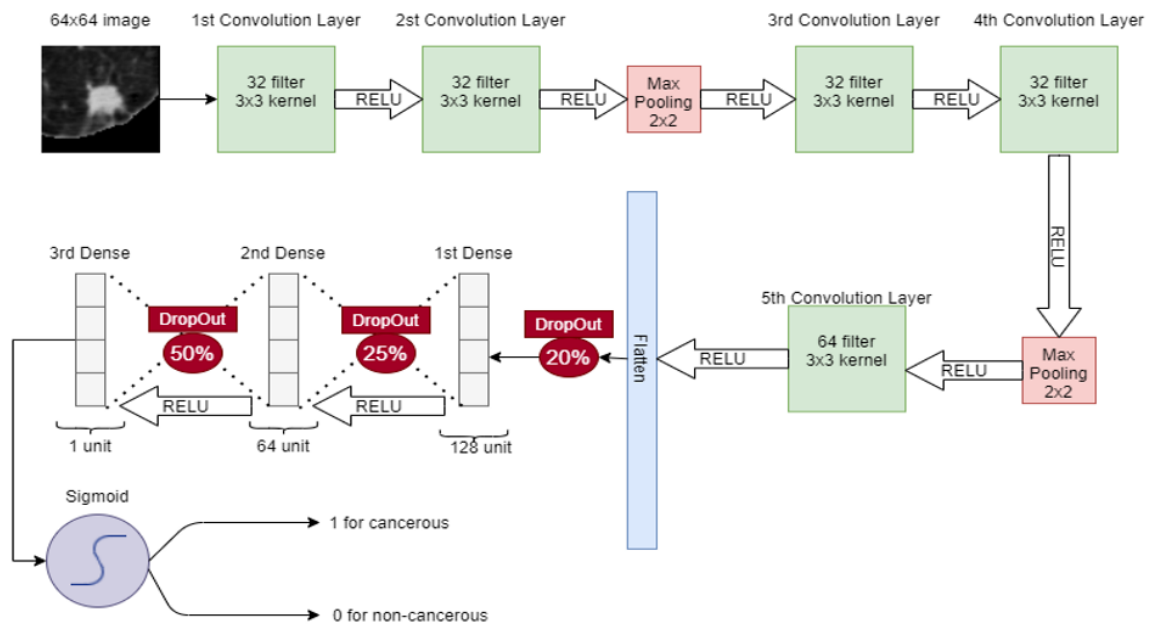 64x64 image
1st Convolution Layer
2st Convolution Layer
3rd Convolution Layer
4th Convolution Layer
32 filter
3x3 kernel
RELU
32 filter
3x3 kernel
RELU
Max
Pooling
2x2
RELU
32 filter
3x3 kernel
RELU
32 filter
3x3 kernel
RELU
Max
Pooling
2x2
RELU
5th Convolution Layer
64 filter
3x3 kernel
RELU
Flatten
DropOut
20%
1st Dense
128 unit
DropOut
25%
RELU
2nd Dense
64 unit
DropOut
50%
RELU
3rd Dense
1 unit
Sigmoid
1 for cancerous
0 for non-cancerous